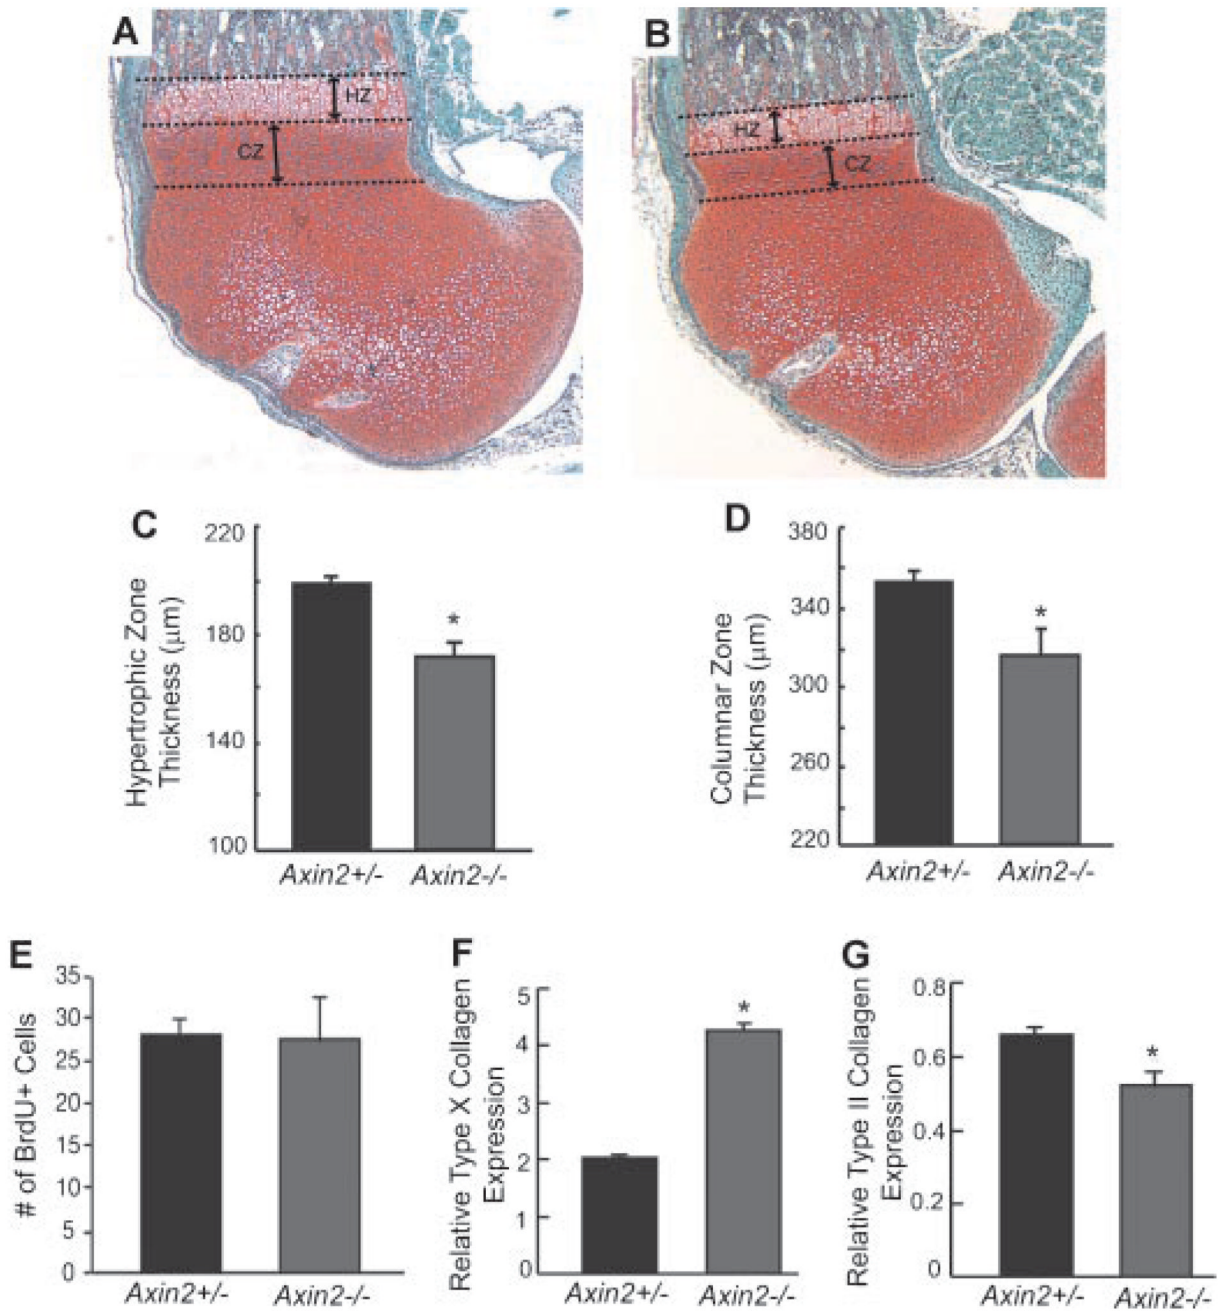 A
HZ
CZ
B
HZ
CZ
C
Hypertrophic Zone
Thickness (μm)
220
180
140
100
*
Axin2+/-
Axin2-/-
D
Columnar Zone
Thickness (μm)
380
340
300
260
220
*
Axin2+/-
Axin2-/-
E
# of BrdU+ Cells
35
30
25
20
15
10
5
0
Axin2+/-
Axin2-/-
F
Relative Type X Collagen
Expression
5
4
3
2
1
0
*
Axin2+/-
Axin2-/-
G
Relative Type II Collagen
Expression
0.8
0.6
0.4
0.2
0
*
Axin2+/-
Axin2-/-